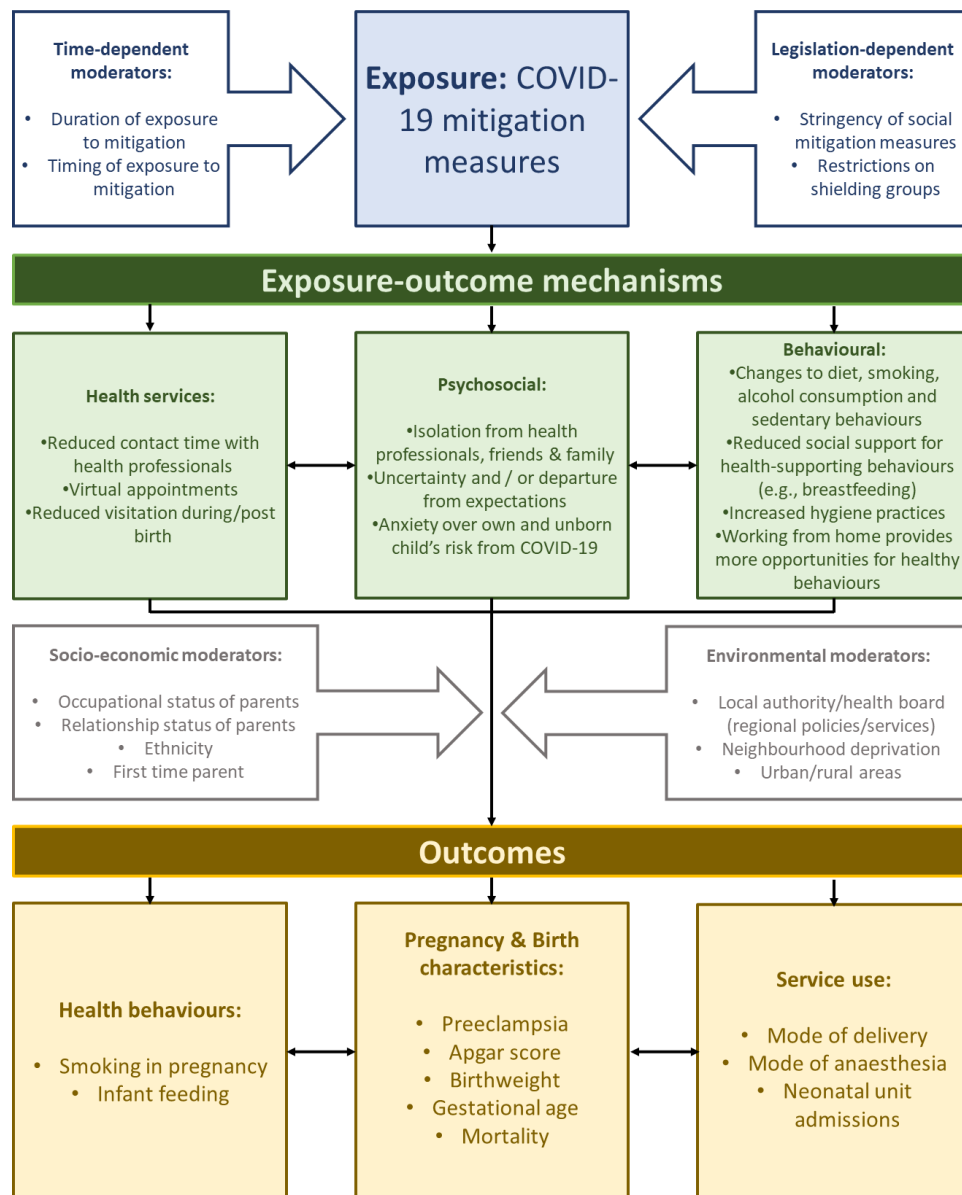 Time-dependent
moderators:
• Duration of exposure
to mitigation
• Timing of exposure to
mitigation
Exposure: COVID-
19 mitigation
measures
Legislation-dependent
moderators:
• Stringency of social
mitigation measures
• Restrictions on
shielding groups
Exposure-outcome mechanisms
Health services:
•Reduced contact time with
health professionals
•Virtual appointments
•Reduced visitation during/post
birth
Psychosocial:
•Isolation from health
professionals, friends & family
•Uncertainty and / or departure
from expectations
•Anxiety over own and unborn
child’s risk from COVID-19
Behavioural:
•Changes to diet, smoking,
alcohol consumption and
sedentary behaviours
•Reduced social support for
health-supporting behaviours
(e.g., breastfeeding)
•Increased hygiene practices
•Working from home provides
more opportunities for healthy
behaviours
Socio-economic moderators:
• Occupational status of parents
• Relationship status of parents
• Ethnicity
• First time parent
Environmental moderators:
• Local authority/health board
(regional policies/services)
• Neighbourhood deprivation
• Urban/rural areas
Outcomes
Health behaviours:
• Smoking in pregnancy
• Infant feeding
Pregnancy & Birth
characteristics:
• Preeclampsia
• Apgar score
• Birthweight
• Gestational age
• Mortality
Service use:
• Mode of delivery
• Mode of anaesthesia
• Neonatal unit
admissions